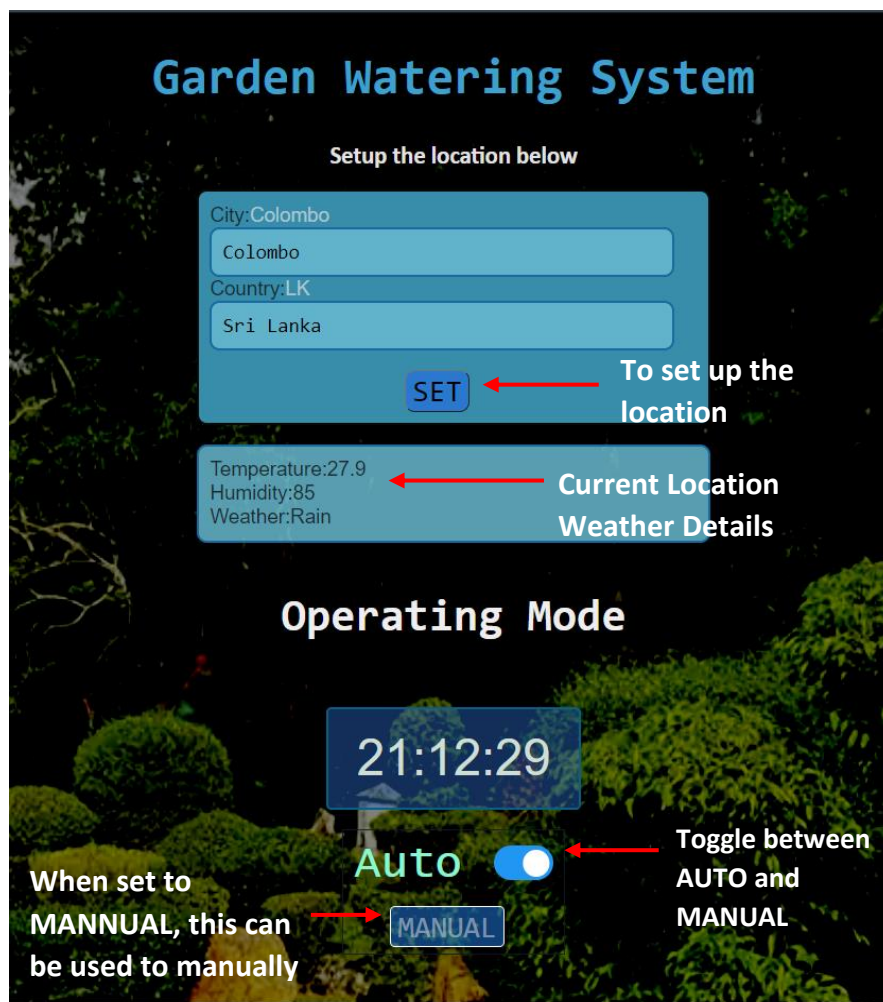 Garden Watering System
Setup the location below
City:Colombo
Colombo
Country:LK
Sri Lanka
SET
To set up the
location
Temperature:27.9
Humidity:85
Weather:Rain
Current Location
Weather Details
Operating Mode
21:12:29
Auto
Toggle between
AUTO and
MANUAL
When set to
MANNUAL, this can
be used to manually
MANUAL